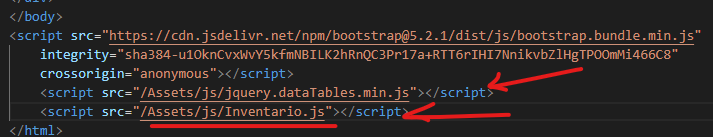 </body>
<script src="https://cdn.jsdelivr.net/npm/bootstrap@5.2.1/dist/js/bootstrap.bundle.min.js"
integrity="sha384-u1OknCvxWvY5kfmNBILK2hRnQC3Pr17a+RTT6rIHI7NnikvbZlHgTPOOmMi466C8"
crossorigin="anonymous"></script>
<script src="/Assets/js/jquery.dataTables.min.js"></script>
<script src="/Assets/js/Inventario.js"></script>
</html>